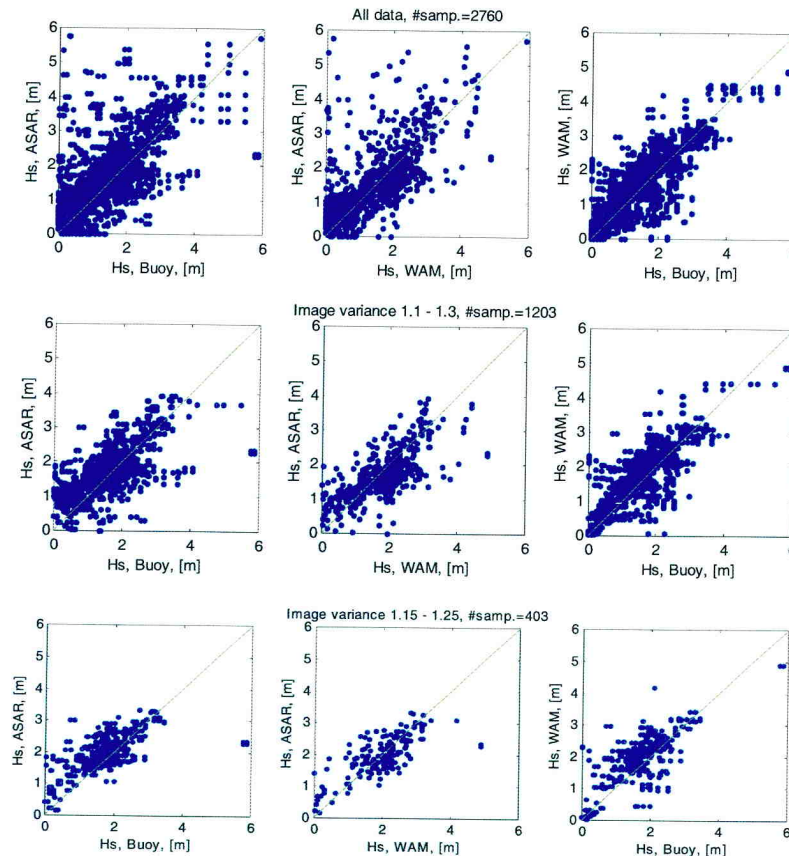 All data, #samp.=2760
6
5
4
3
2
1
0
0 2 4 6
Hs, ASAR, [m]
Hs, Buoy, [m]
6
5
4
3
2
1
0
0 2 4 6
Hs, ASAR, [m]
Hs, WAM, [m]
6
5
4
3
2
1
0
0 2 4 6
Hs, WAM, [m]
Hs, Buoy, [m]
Image variance 1.1 - 1.3, #samp.=1203
6
5
4
3
2
1
0
0 2 4 6
Hs, ASAR, [m]
Hs, Buoy, [m]
6
5
4
3
2
1
0
0 2 4 6
Hs, ASAR, [m]
Hs, WAM, [m]
6
5
4
3
2
1
0
0 2 4 6
Hs, WAM, [m]
Hs, Buoy, [m]
Image variance 1.15 - 1.25, #samp.=403
6
5
4
3
2
1
0
0 2 4 6
Hs, ASAR, [m]
Hs, Buoy, [m]
6
5
4
3
2
1
0
0 2 4 6
Hs, ASAR, [m]
Hs, WAM, [m]
6
5
4
3
2
1
0
0 2 4 6
Hs, WAM, [m]
Hs, Buoy, [m]